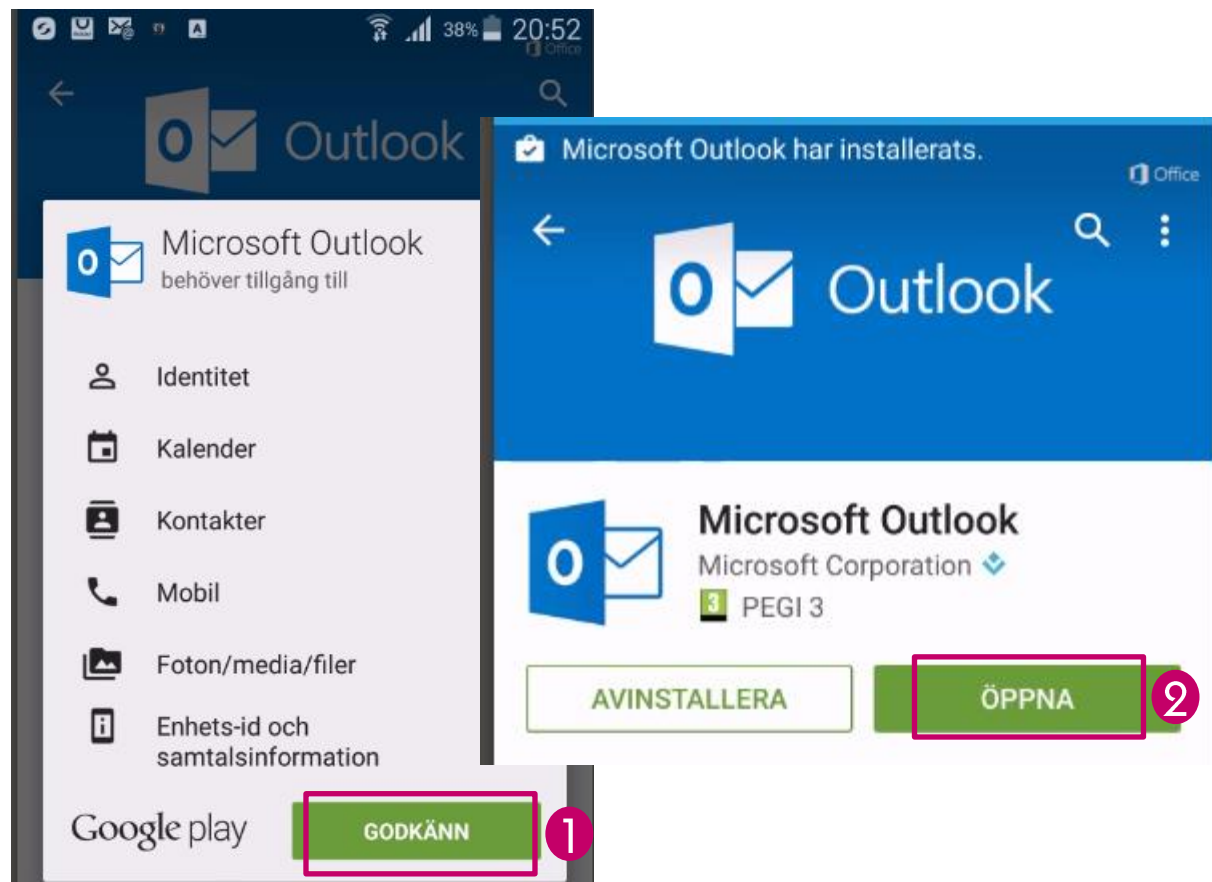 38% 20:52
Office
Outlook
Microsoft Outlook
behöver tillgång till
Identitet
Kalender
Kontakter
Mobil
Foton/media/filer
Enhets-id och
samtalsinformation
Google play
GODKÄNN
1
Microsoft Outlook har installerats.
Office
Outlook
Microsoft Outlook
Microsoft Corporation
3 PEGI 3
AVINSTALLERA
ÖPPNA
2